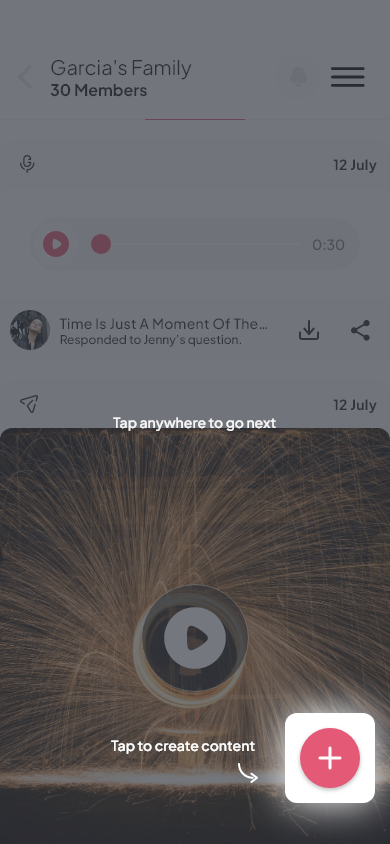 Garcia's Family
30 Members
12 July
0:30
Time Is Just A Moment Of The...
Responded to Jenny's question.
12 July
Tap anywhere to go next
Tap to create content